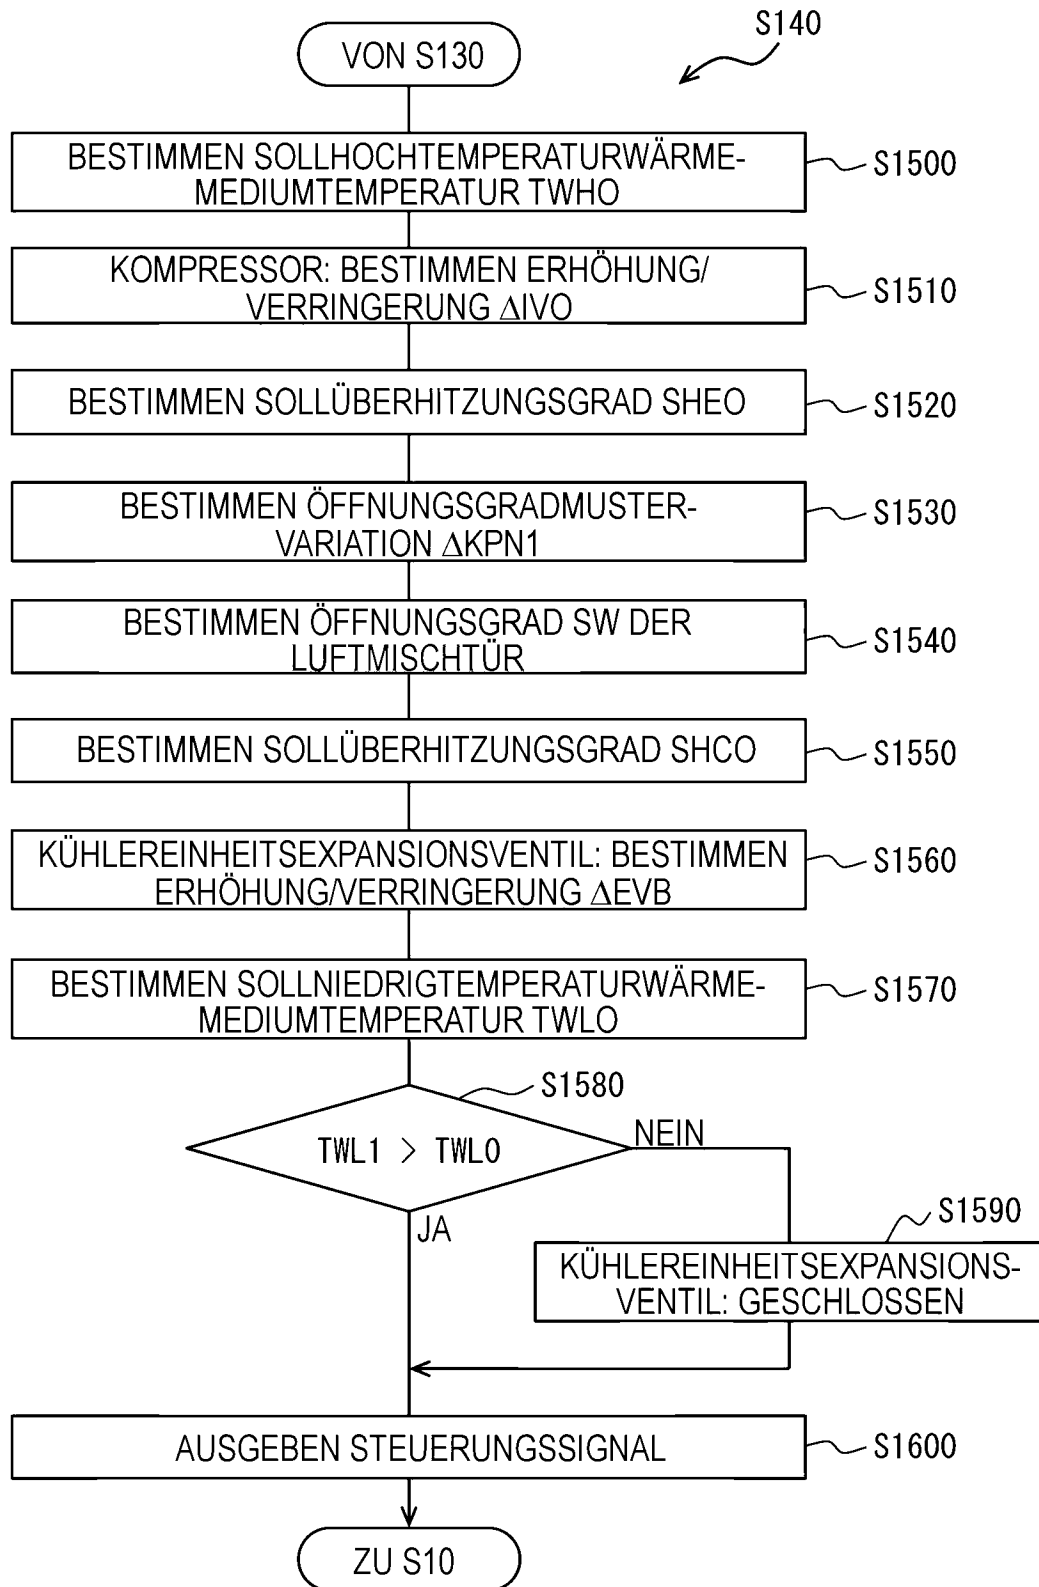 S140
VON S130
BESTIMMEN SOLLHOCHTEMPERATURWÄRME-
MEDIUMTEMPERATUR TWHO
S1500
KOMPRESSOR: BESTIMMEN ERHÖHUNG/
VERRINGERUNG ΔIVO
S1510
BESTIMMEN SOLLÜBERHITZUNGSGRAD SHEO
S1520
BESTIMMEN ÖFFNUNGSGRADMUSTER-
VARIATION ΔKPN1
S1530
BESTIMMEN ÖFFNUNGSGRAD SW DER
LUFTMISCHTÜR
S1540
BESTIMMEN SOLLÜBERHITZUNGSGRAD SHCO
S1550
KÜHLEREINHEITSEXPANSIONSVENTIL: BESTIMMEN
ERHÖHUNG/VERRINGERUNG ΔEVB
S1560
BESTIMMEN SOLLNIEDRIGTEMPERATURWÄRME-
MEDIUMTEMPERATUR TWLO
S1570
S1580
TWL1 > TWLO
NEIN
JA
S1590
KÜHLEREINHEITSEXPANSIONS-
VENTIL: GESCHLOSSEN
AUSGEBEN STEUERUNGSSIGNAL
S1600
ZU S10